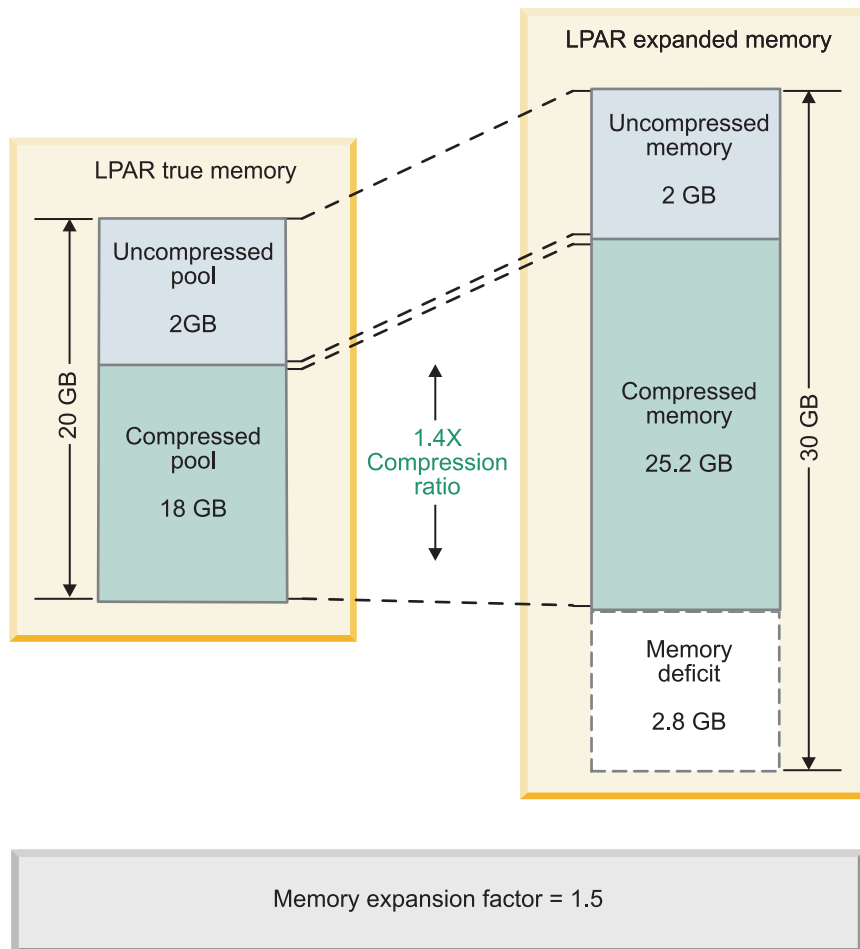 LPAR expanded memory
LPAR true memory
Uncompressed
memory
2 GB
Uncompressed
pool
2GB
20 GB
Compressed
pool
18 GB
1.4X
Compression
ratio
Compressed
memory
25.2 GB
30 GB
Memory
deficit
2.8 GB
Memory expansion factor = 1.5